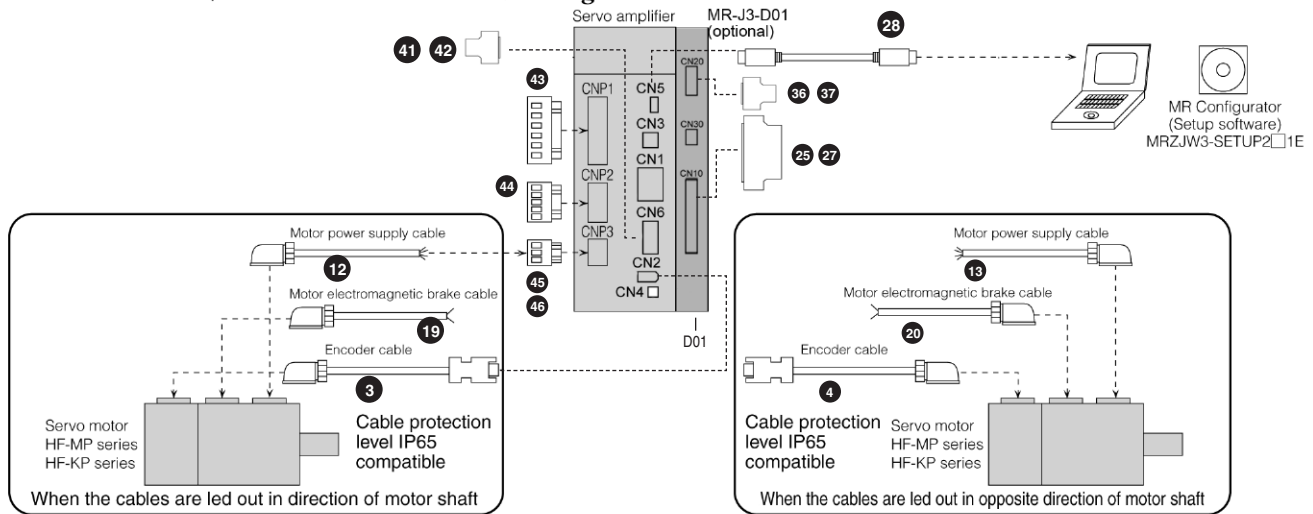 Servo amplifier
MR-J3-D01
(optional)
28
41 42
43
CNP1
CN5
CN20
36 37
CN3
CN30
MR Configurator
(Setup software)
MRZJW3-SETUP2□1E
CN1
25 27
44
CNP2
CN10
CN6
CNP3
CN2
CN4
45
46
D01
Motor power supply cable
12
Motor electromagnetic brake cable
19
Encoder cable
3
Servo motor
HF-MP series
HF-KP series
Cable protection
level IP65
compatible
When the cables are led out in direction of motor shaft
Motor power supply cable
13
Motor electromagnetic brake cable
20
Encoder cable
4
Cable protection
level IP65
compatible
Servo motor
HF-MP series
HF-KP series
When the cables are led out in opposite direction of motor shaft